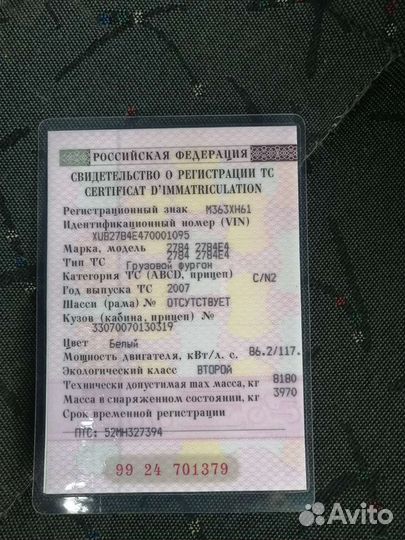 РОССИЙСКАЯ ФЕДЕРАЦИЯ
СВИДЕТЕЛЬСТВО О РЕГИСТРАЦИИ ТС
CERTIFICAT D'IMMATRICULATION
Регистрационный знак М363ХН61
Идентификационный номер (VIN)
XUB2784E470001095
Марка, модель 2784 2784E4
Тип ТС 2784 2784E4
Грузовой фургон
Категория ТС (ABCD, прицеп) C/N2
Год выпуска ТС 2007
Шасси (рама) № ОТСУТСТВУЕТ
Кузов (кабина, прицеп) №
33070070130319
Цвет Белый
Мощность двигателя, кВт/л. с. 86.2/117.
Экологический класс ВТОРОЙ
Технически допустимая max масса, кг 8180
Масса в снаряженном состоянии, кг 3970
Срок временной регистрации
ПТС: 52МН327394
99 24 701379
Avito